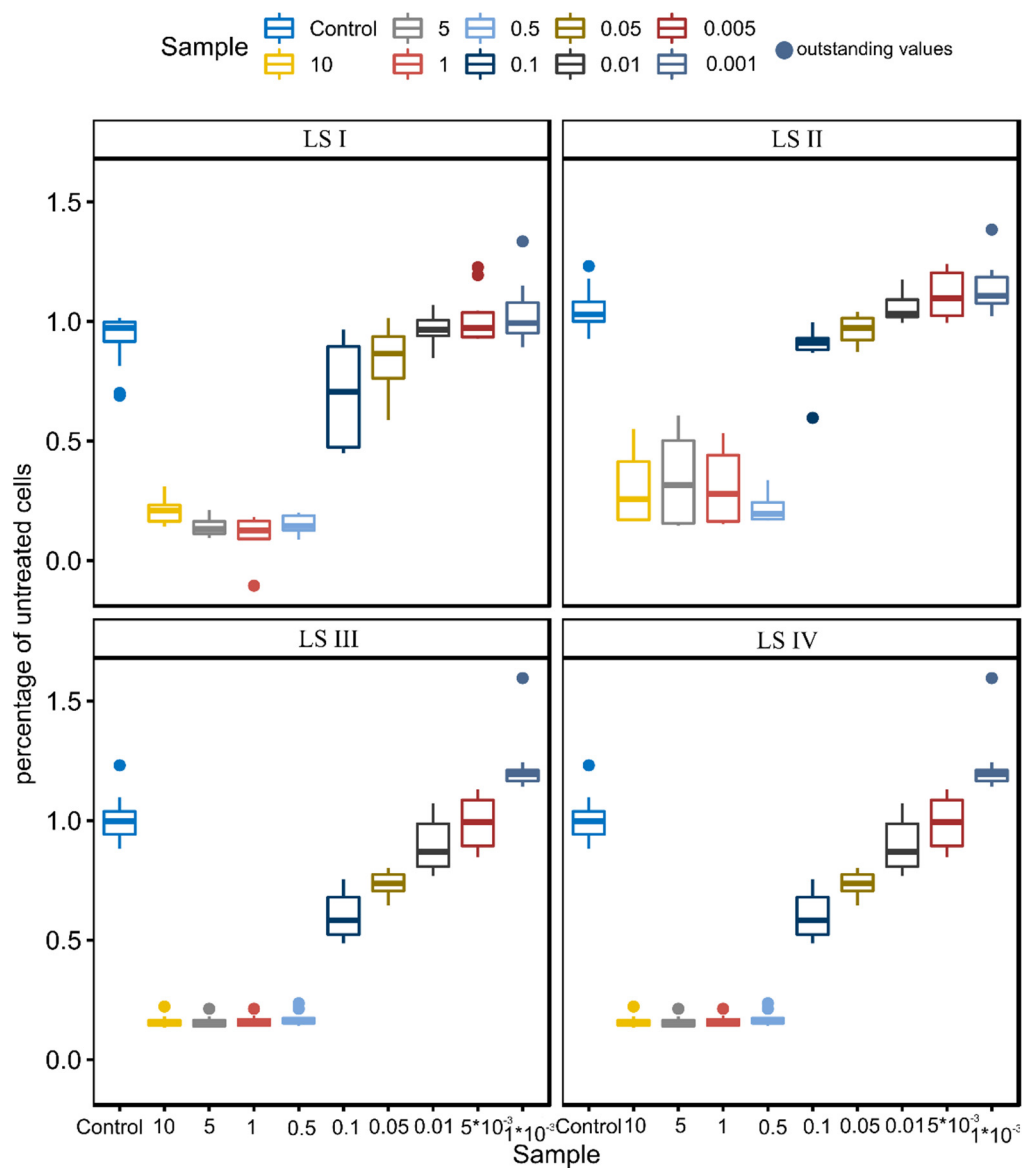 Sample Control 5 0.5 0.05 0.005 outstanding values
10 1 0.1 0.01 0.001
LS I LS II
percentage of untreated cells
1.5
1.0
0.5
0.0
LS III LS IV
1.5
1.0
0.5
0.0
Control 10 5 1 0.5 0.1 0.05 0.01 5*10-3 1*10-3 Control 10 5 1 0.5 0.1 0.05 0.01 5*10-3 1*10-3
Sample